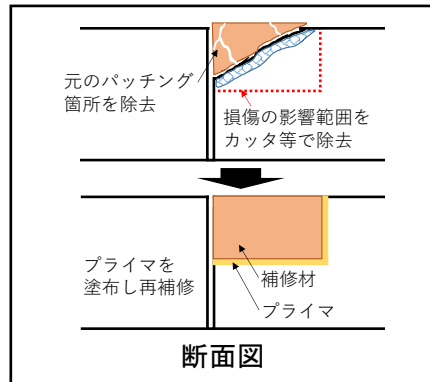 元のパッチング
箇所を除去
損傷の影響範囲を
カッタ等で除去
プライマを
塗布し再補修
補修材
プライマ
断面図